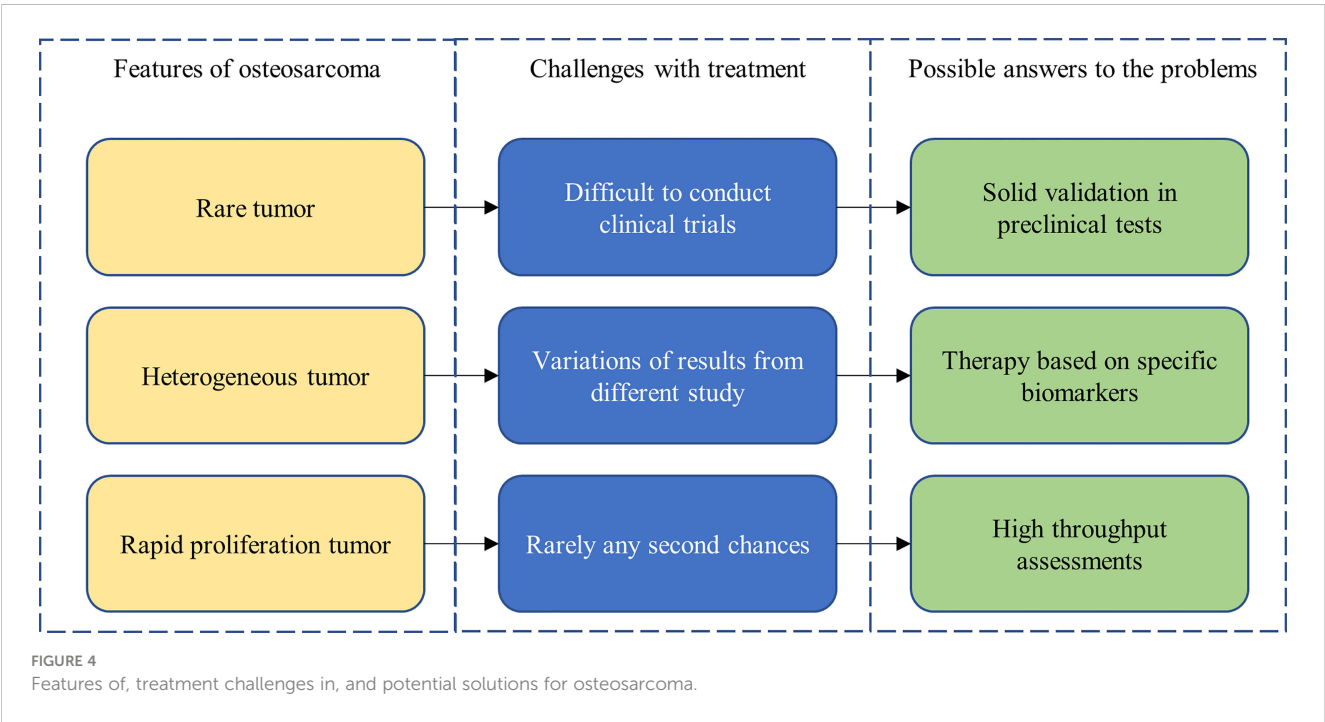 Features of osteosarcoma
Challenges with treatment
Possible answers to the problems
Rare tumor
Difficult to conduct
clinical trials
Solid validation in
preclinical tests
Heterogeneous tumor
Variations of results from
different study
Therapy based on specific
biomarkers
Rapid proliferation tumor
Rarely any second chances
High throughput
assessments
FIGURE 4
Features of, treatment challenges in, and potential solutions for osteosarcoma.